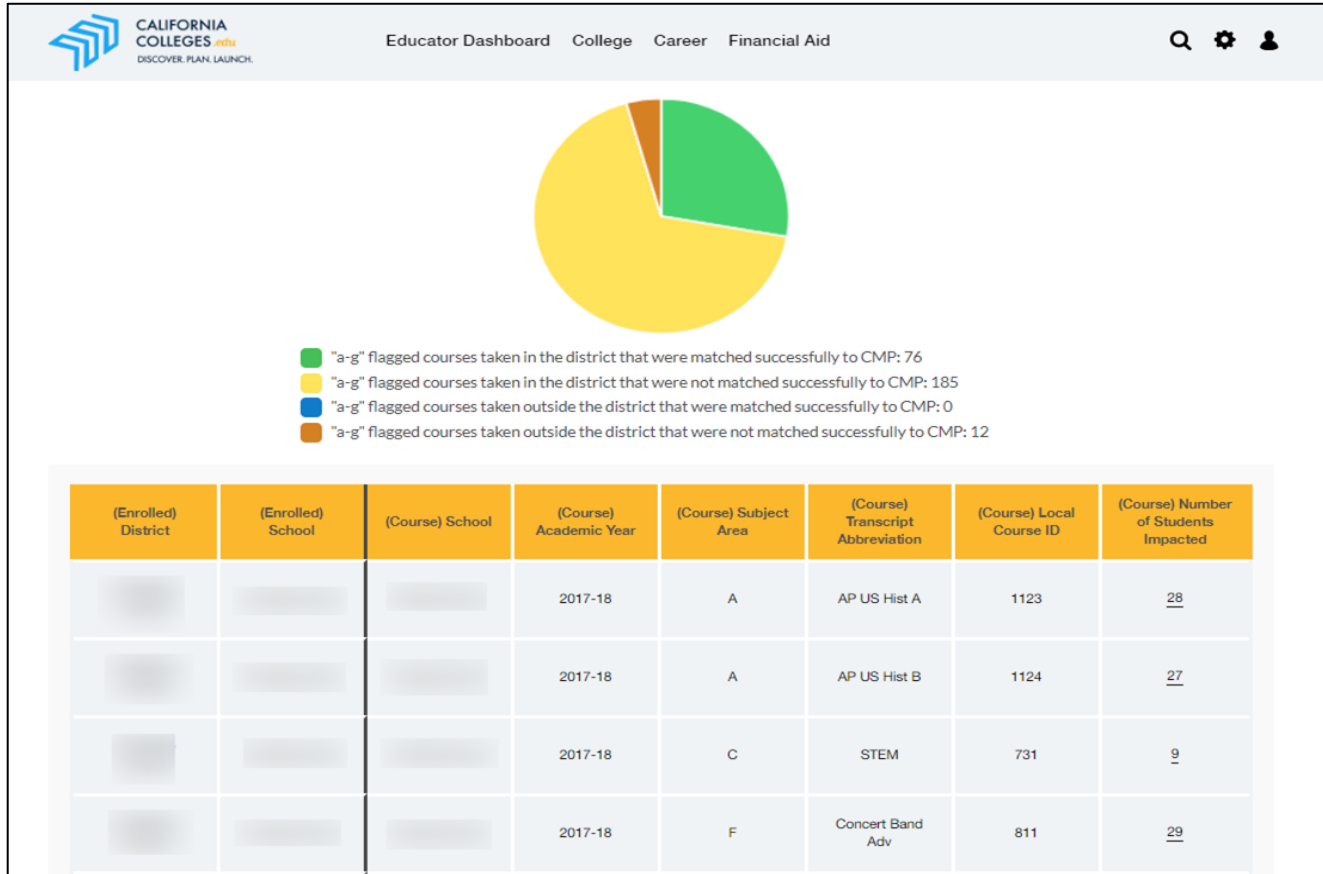 CALIFORNIA
COLLEGES.edu
DISCOVER. PLAN. LAUNCH.
Educator Dashboard College Career Financial Aid
"a-g" flagged courses taken in the district that were matched successfully to CMP: 76
"a-g" flagged courses taken in the district that were not matched successfully to CMP: 185
"a-g" flagged courses taken outside the district that were matched successfully to CMP: 0
"a-g" flagged courses taken outside the district that were not matched successfully to CMP: 12
(Enrolled) District (Enrolled) School (Course) School (Course) Academic Year (Course) Subject Area (Course) Transcript Abbreviation (Course) Local Course ID (Course) Number of Students Impacted
2017-18 A AP US Hist A 1123 28
2017-18 A AP US Hist B 1124 27
2017-18 C STEM 731 9
2017-18 F Concert Band Adv 811 29